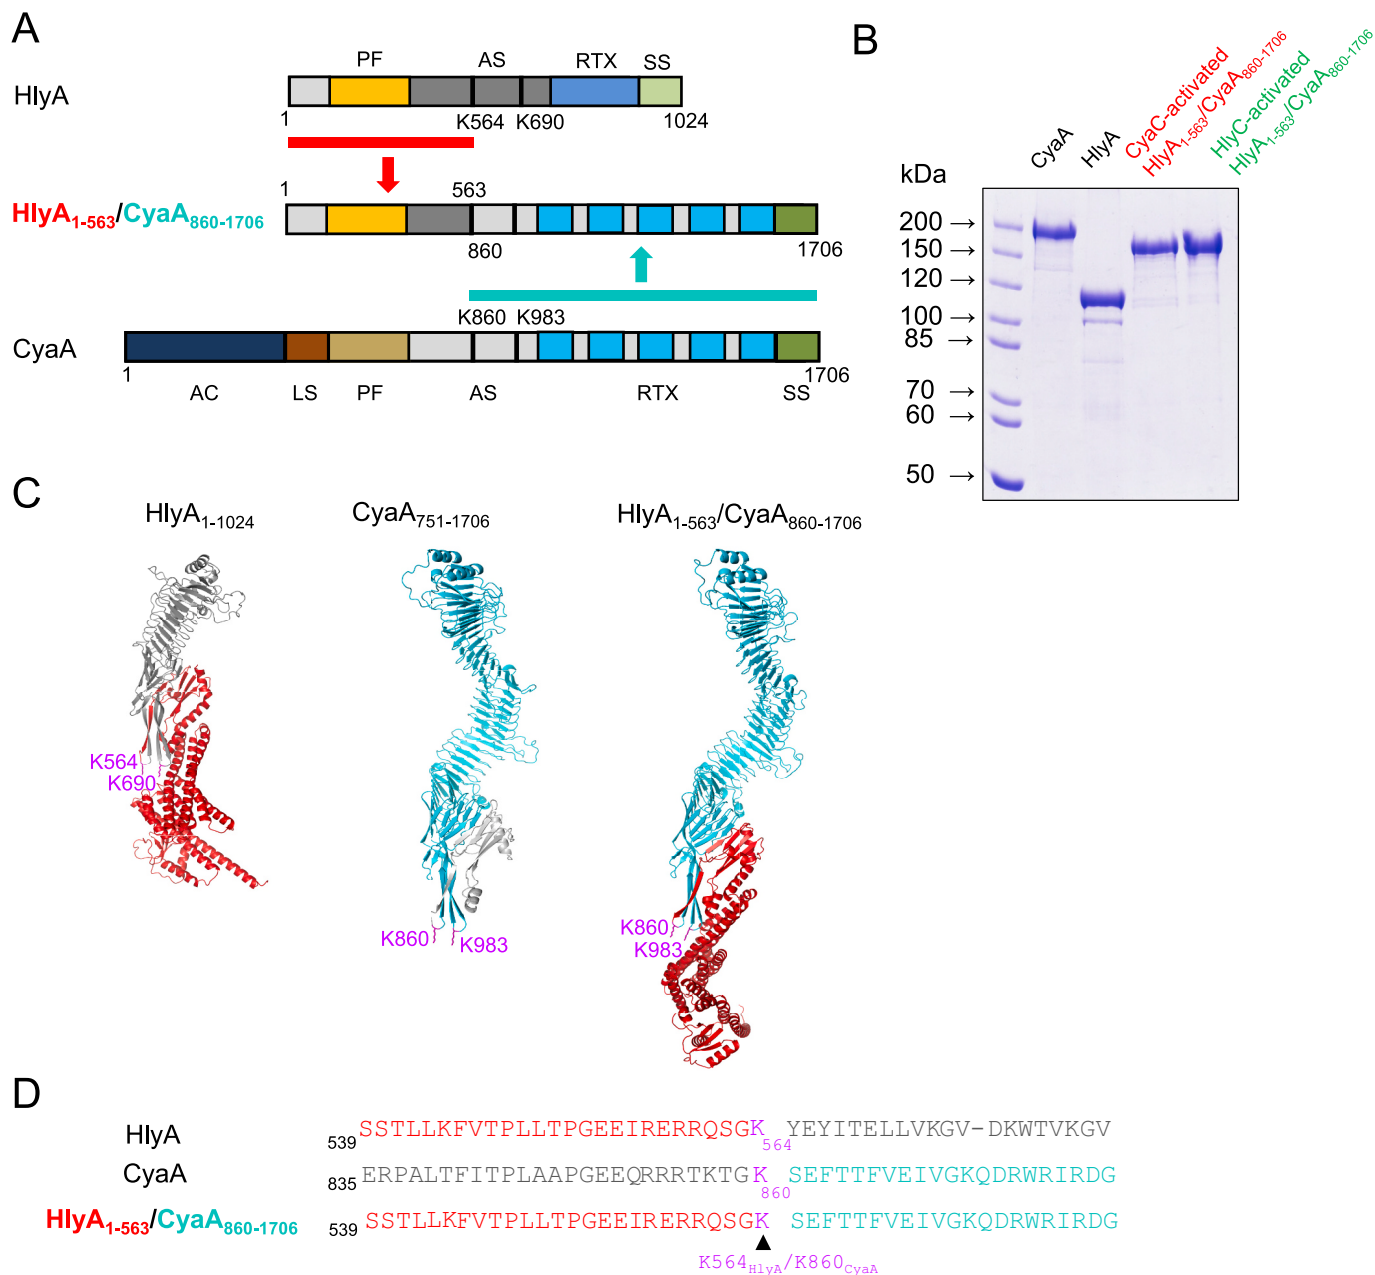 A
PF AS RTX SS
HlyA
1 K564 K690 1024
1 563
HlyA1-563/CyaA860-1706
860 1706
K860 K983
CyaA
1 1706
AC LS PF AS RTX SS
B
CyaA
HlyA
CyaC-activated
HlyA1-563/CyaA860-1706
HlyC-activated
HlyA1-563/CyaA860-1706
kDa
200 →
150 →
120 →
100 →
85 →
70 →
60 →
50 →
C
HlyA1-1024 CyaA751-1706 HlyA1-563/CyaA860-1706
K564
K690
K860 K983
K860
K983
D
HlyA 539 SSTLLKFVTPLLTPGEEIRERRQSGK YEYITELLVKGV-DKWTVKGV
564
CyaA 835 ERPALTFITPLAAPGEEQRRRTKTGK SEFTTFVEIVGKQDRWRIRDG
860
HlyA1-563/CyaA860-1706 539 SSTLLKFVTPLLTPGEEIRERRQSGK SEFTTFVEIVGKQDRWRIRDG
K564HlyA/K860CyaA